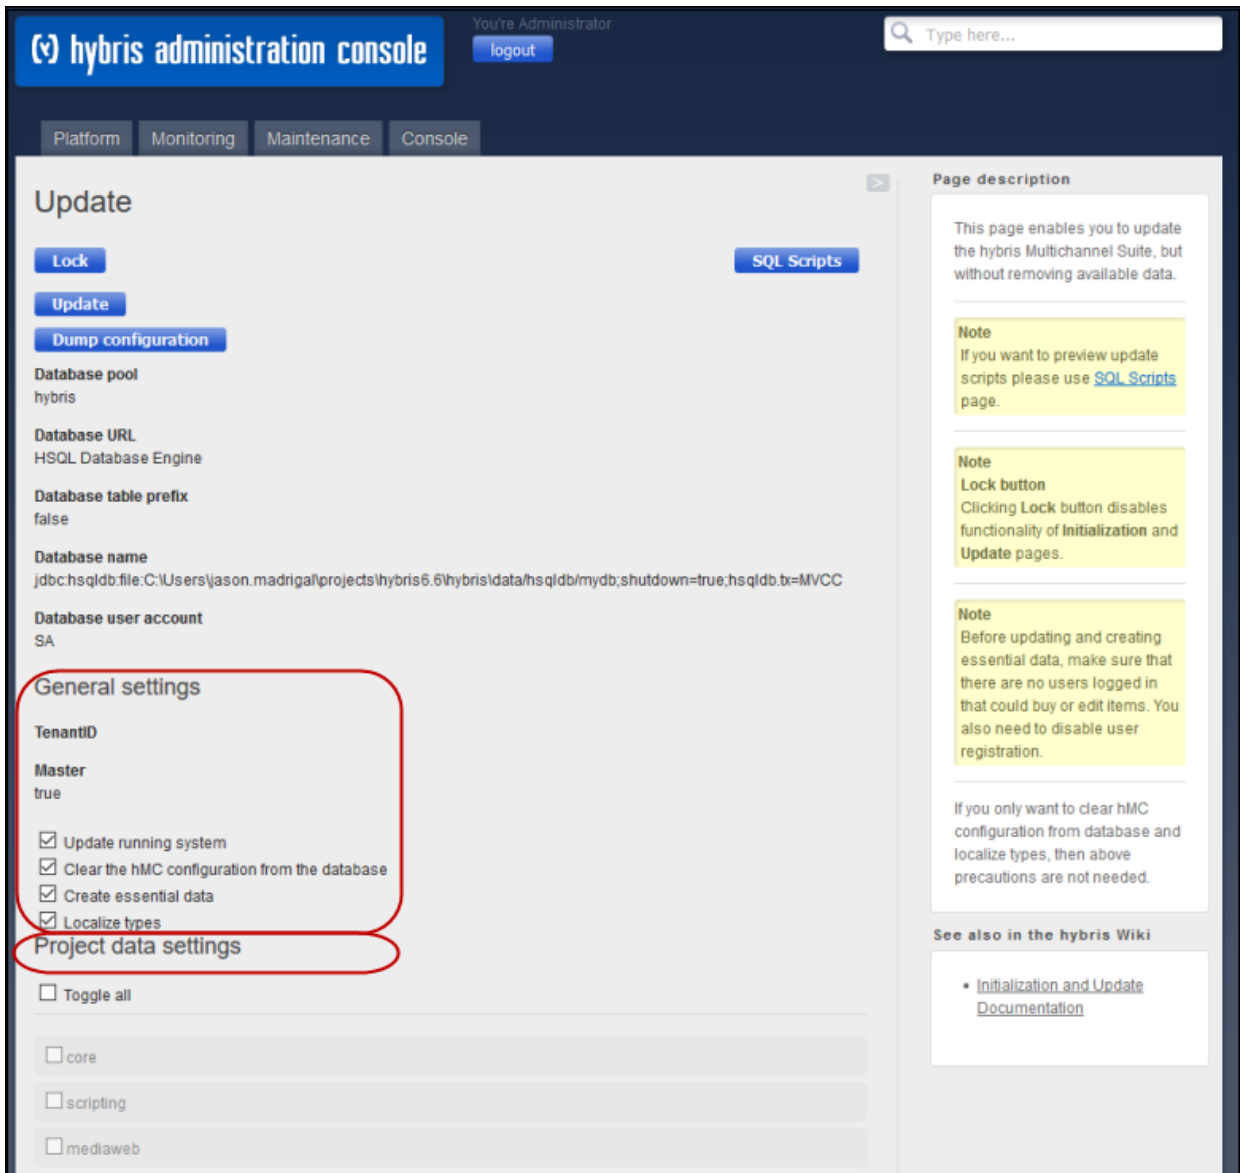 (y) hybris administration console
You're Administrator
logout
Type here...
Platform
Monitoring
Maintenance
Console
Update
>
Lock
SQL Scripts
Update
Dump configuration
Database pool
hybris
Database URL
HSQL Database Engine
Database table prefix
false
Database name
jdbc:hsqldb:file:C:\Users\jason.madrigal\projects\hybris6.6\hybris\data/hsqldb/mydb;shutdown=true;hsqldb.tx=MVCC
Database user account
SA
General settings
TenantID
Master
true
Update running system
Clear the hMC configuration from the database
Create essential data
Localize types
Project data settings
Toggle all
core
scripting
mediaweb
Page description
This page enables you to update
the hybris Multichannel Suite, but
without removing available data.
Note
If you want to preview update
scripts please use SQL Scripts
page.
Note
Lock button
Clicking Lock button disables
functionality of Initialization and
Update pages.
Note
Before updating and creating
essential data, make sure that
there are no users logged in
that could buy or edit items. You
also need to disable user
registration.
If you only want to clear hMC
configuration from database and
localize types, then above
precautions are not needed.
See also in the hybris Wiki
• Initialization and Update
Documentation